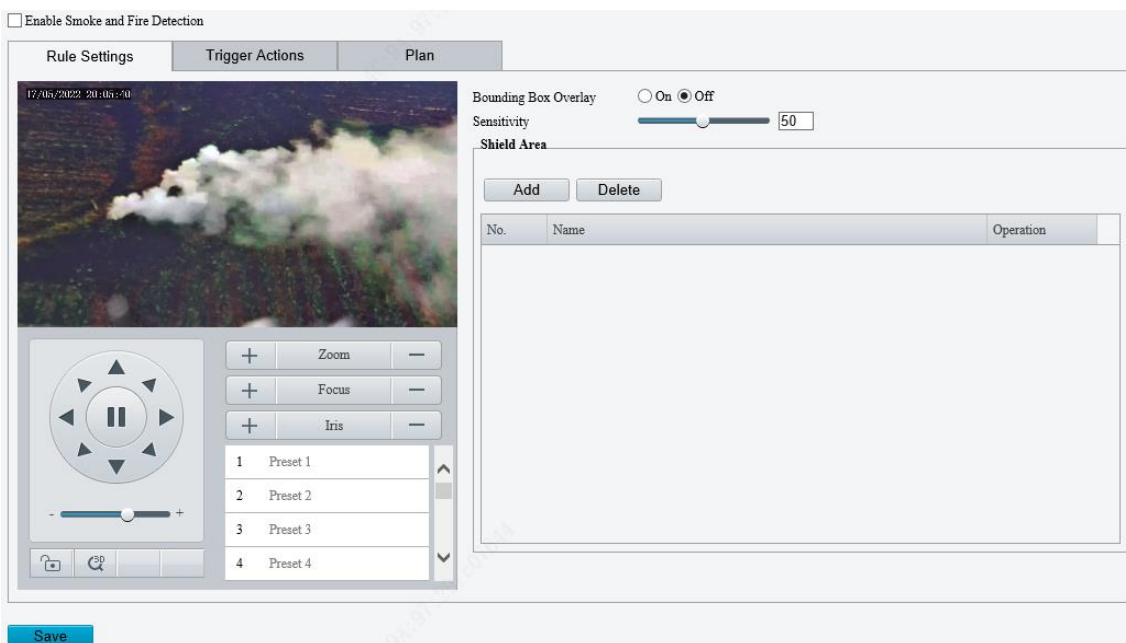 Enable Smoke and Fire Detection
Rule Settings
Trigger Actions
Plan
17/05/2022 20:05:40
Bounding Box Overlay On Off
Sensitivity 50
Shield Area
Add Delete
No. Name Operation
+ Zoom −
+ Focus −
+ Iris −
1 Preset 1
2 Preset 2
3 Preset 3
4 Preset 4
- +
3D
Save